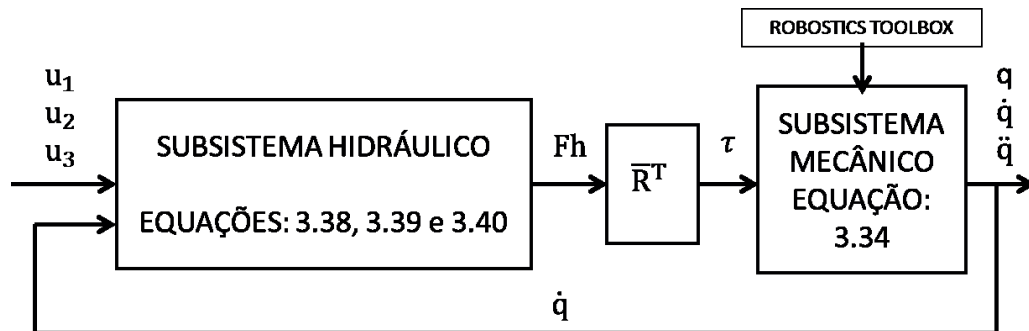 ROBOSTICS TOOLBOX
u₁
u₂
u₃
SUBSISTEMA HIDRÁULICO
EQUAÇÕES: 3.38, 3.39 e 3.40
Fh
R̅ᵀ
τ
SUBSISTEMA
MECÂNICO
EQUAÇÃO:
3.34
q
q̇
q̈
q̇